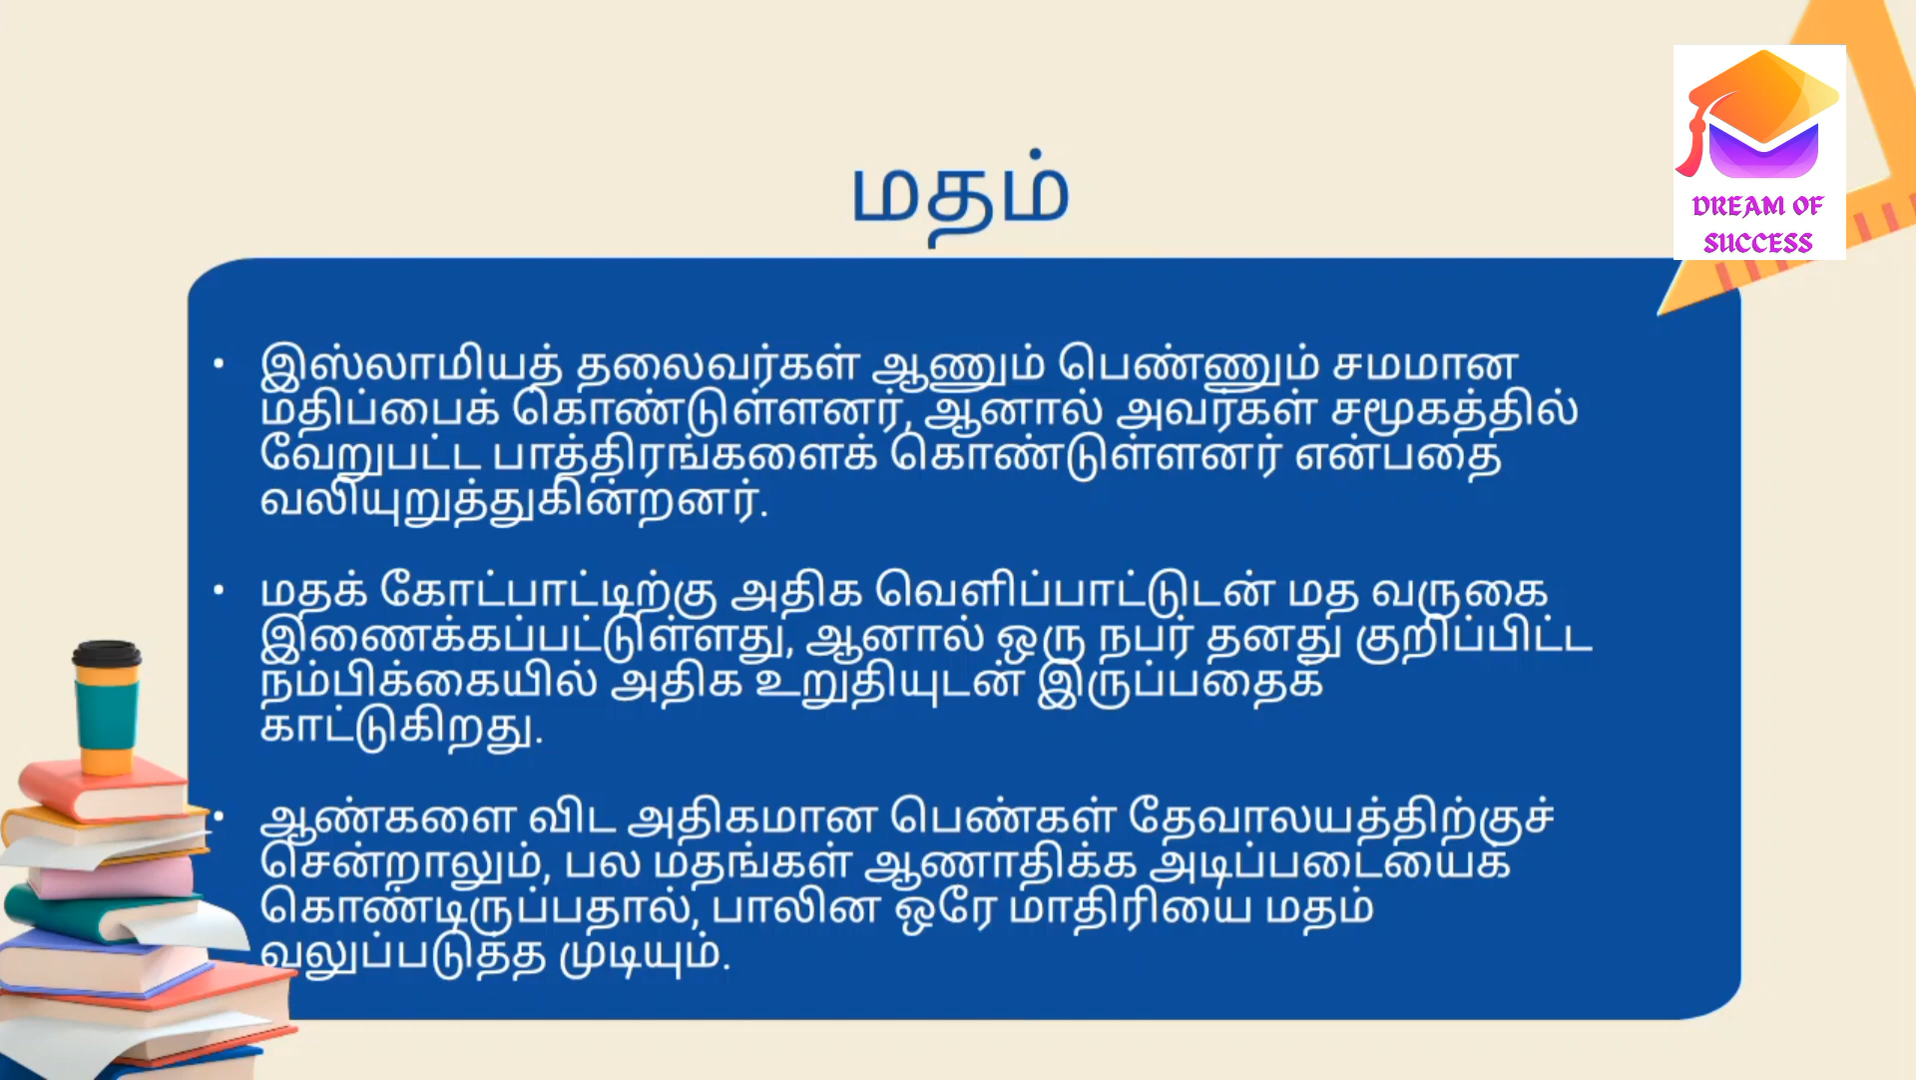 DREAM OF
SUCCESS
மதம்
• இஸ்லாமியத் தலைவர்கள் ஆணும் பெண்ணும் சமமான
மதிப்பைக் கொண்டுள்ளனர், ஆனால் அவர்கள் சமூகத்தில்
வேறுபட்ட பாத்திரங்களைக் கொண்டுள்ளனர் என்பதை
வலியுறுத்துகின்றனர்.
• மதக் கோட்பாட்டிற்கு அதிக வெளிப்பாட்டுடன் மத வருகை
இணைக்கப்பட்டுள்ளது, ஆனால் ஒரு நபர் தனது குறிப்பிட்ட
நம்பிக்கையில் அதிக உறுதியுடன் இருப்பதைக்
காட்டுகிறது.
• ஆண்களை விட அதிகமான பெண்கள் தேவாலயத்திற்குச்
சென்றாலும், பல மதங்கள் ஆணாதிக்க அடிப்படையைக்
கொண்டிருப்பதால், பாலின ஒரே மாதிரியை மதம்
வலுப்படுத்த முடியும்.